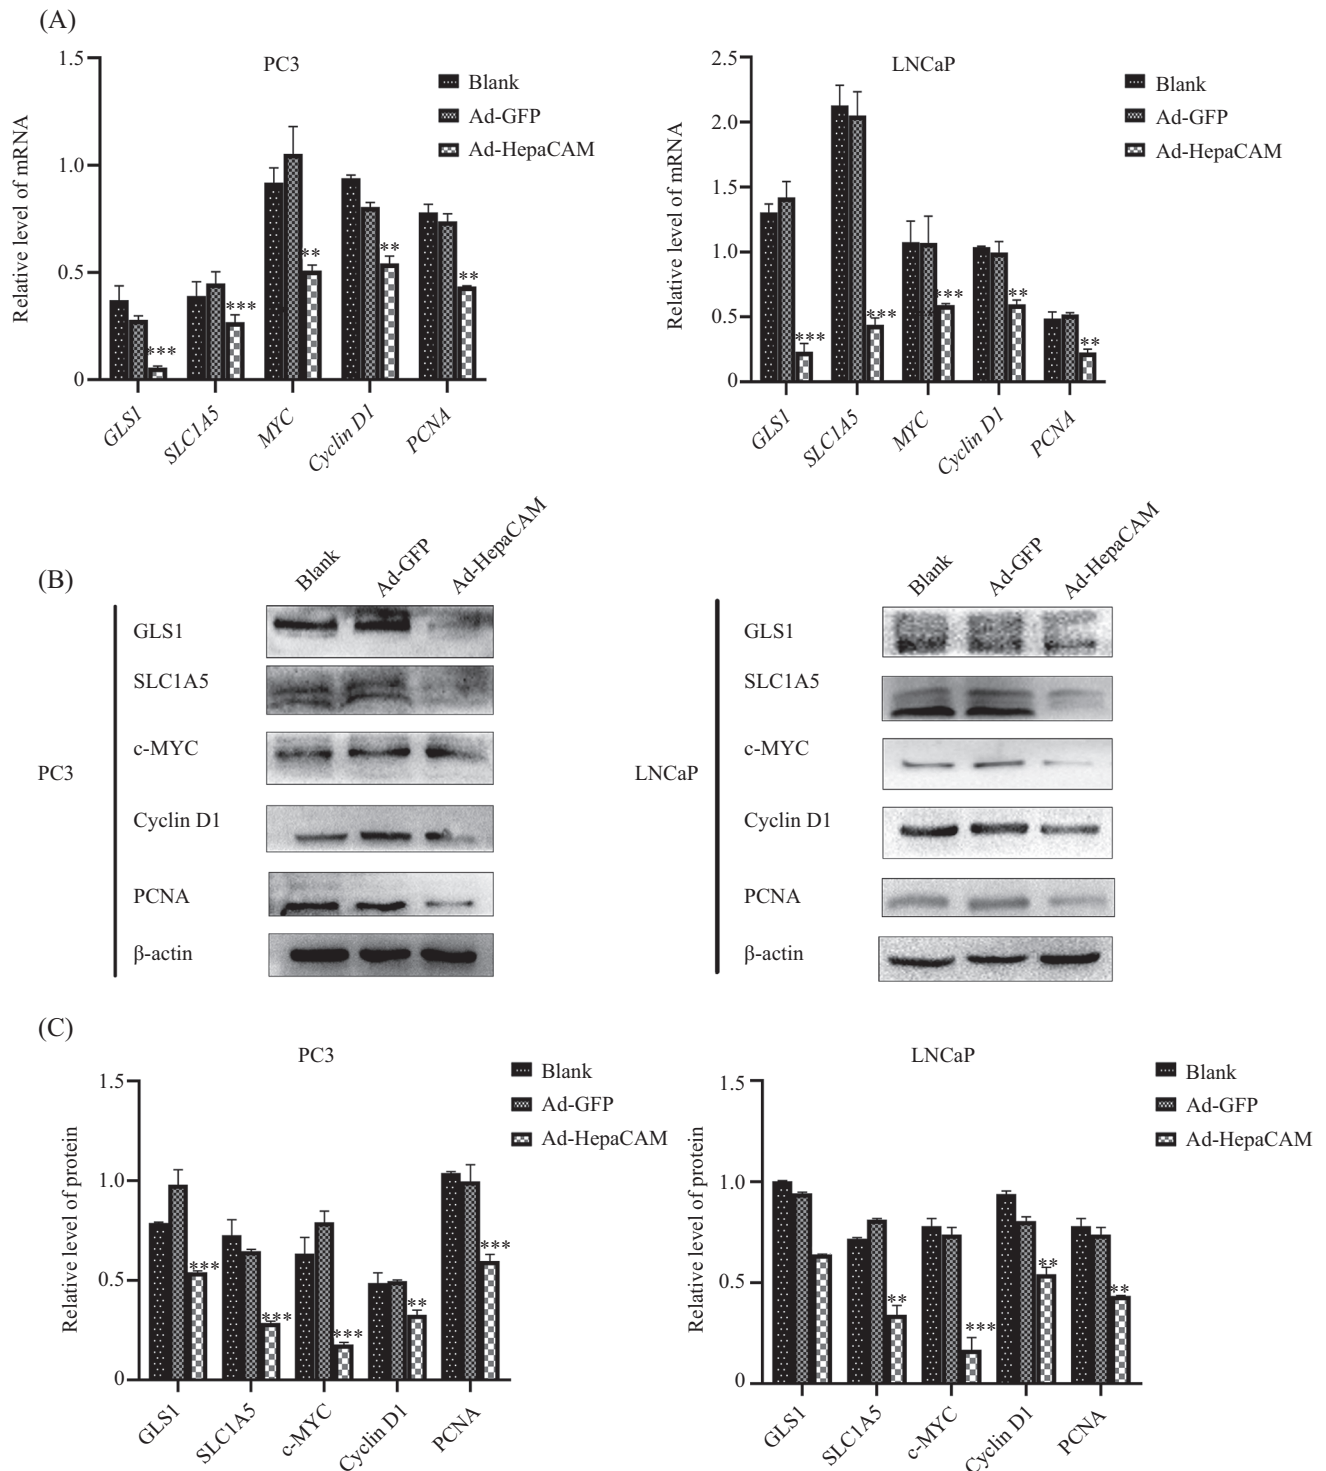 (A)
PC3
Relative level of mRNA
1.5
1.0
0.5
0
Blank
Ad-GFP
Ad-HepaCAM
***
***
**
**
**
GLS1
SLC1A5
MYC
Cyclin D1
PCNA
LNCaP
Relative level of mRNA
2.5
2.0
1.5
1.0
0.5
0
Blank
Ad-GFP
Ad-HepaCAM
***
***
***
**
**
GLS1
SLC1A5
MYC
Cyclin D1
PCNA
(B)
Blank
Ad-GFP
Ad-HepaCAM
PC3
GLS1
SLC1A5
c-MYC
Cyclin D1
PCNA
β-actin
Blank
Ad-GFP
Ad-HepaCAM
LNCaP
GLS1
SLC1A5
c-MYC
Cyclin D1
PCNA
β-actin
(C)
PC3
Relative level of protein
1.5
1.0
0.5
0
Blank
Ad-GFP
Ad-HepaCAM
***
***
***
**
***
GLS1
SLC1A5
c-MYC
Cyclin D1
PCNA
LNCaP
Relative level of protein
1.5
1.0
0.5
0
Blank
Ad-GFP
Ad-HepaCAM
**
***
**
**
GLS1
SLC1A5
c-MYC
Cyclin D1
PCNA